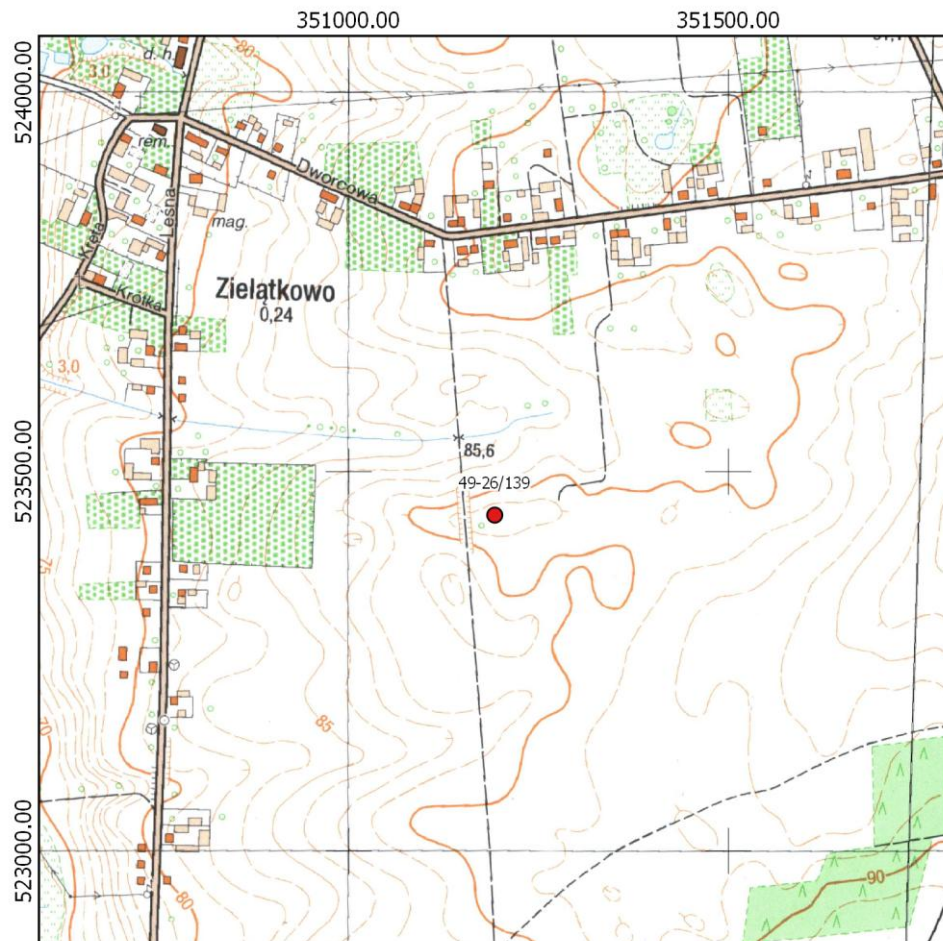 351000.00
351500.00
524000.00
523500.00
523000.00
d. h.
80
3,0
rem.
Dworcowa
Leśna
mag.
Kręta
Krótka
Zielątkowo
0,24
3,0
85,6
49-26/139
75
70
85
80
90